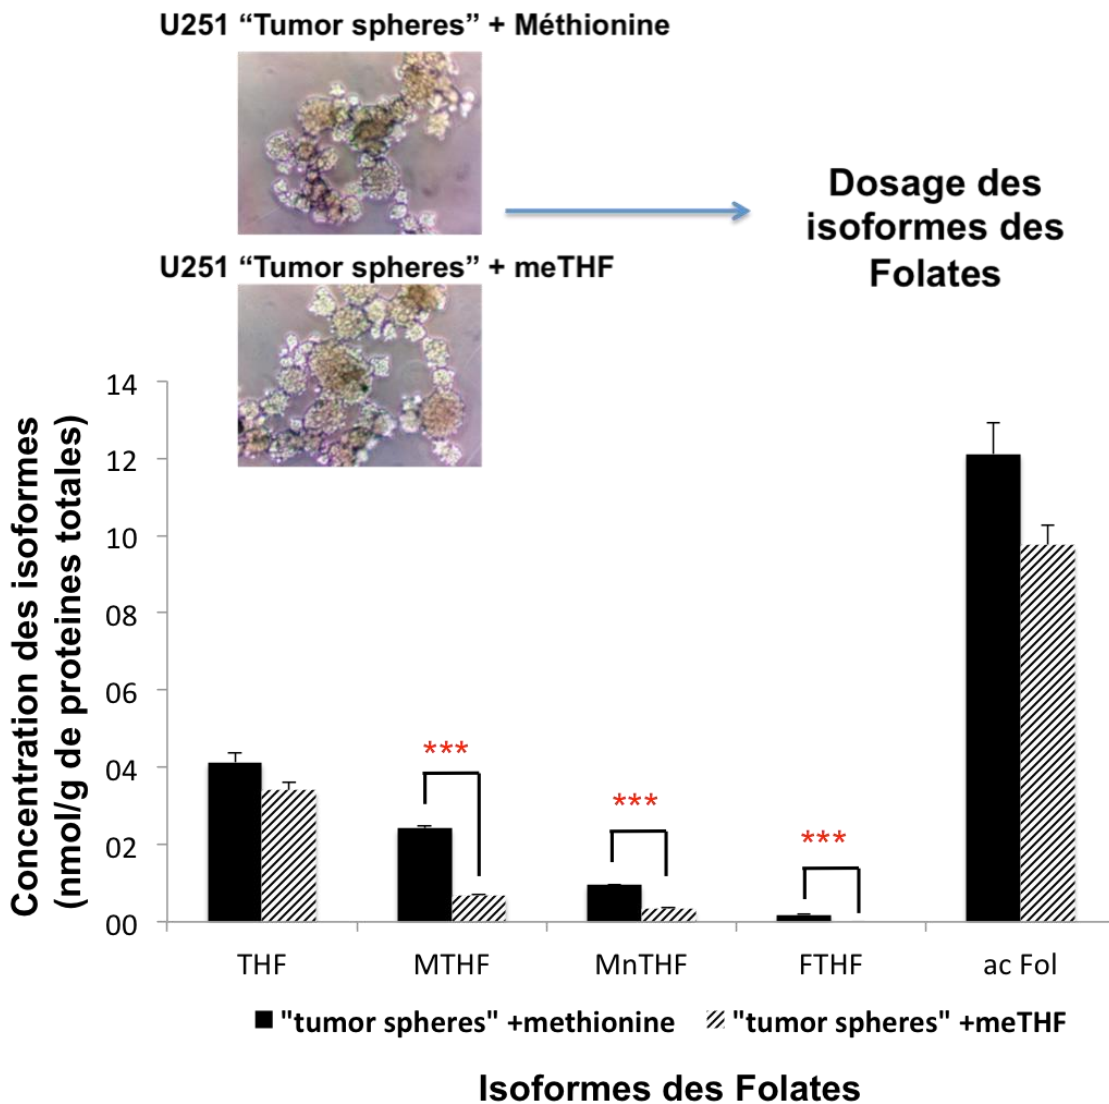 U251 “Tumor spheres” + Méthionine
Dosage des
isoformes des
Folates
U251 “Tumor spheres” + meTHF
Concentration des isoformes
(nmol/g de proteines totales)
14
12
10
08
06
04
02
00
***
***
***
THF MTHF MnTHF FTHF ac Fol
"tumor spheres" +methionine "tumor spheres" +meTHF
Isoformes des Folates